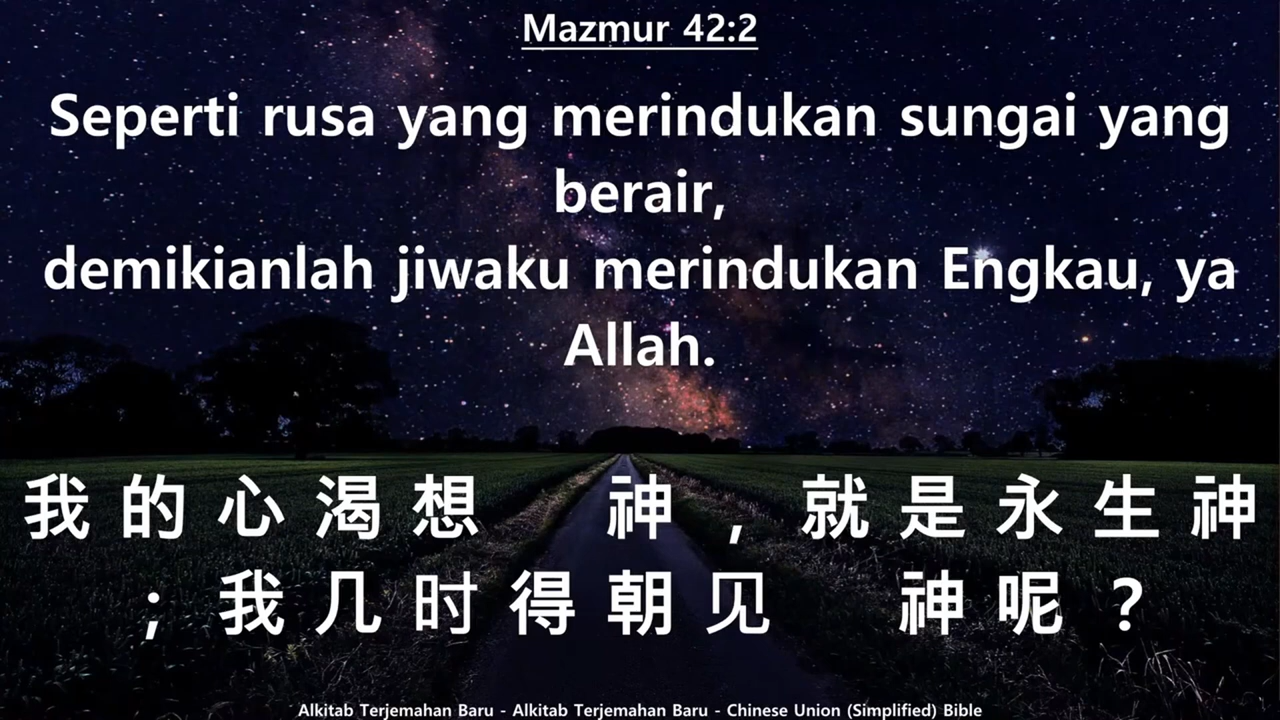 Mazmur 42:2
Seperti rusa yang merindukan sungai yang
berair,
demikianlah jiwaku merindukan Engkau, ya
Allah.
我 的 心 渴 想   神 ，就 是 永 生 神
；我 几 时 得 朝 见   神 呢 ？
Alkitab Terjemahan Baru - Alkitab Terjemahan Baru - Chinese Union (Simplified) Bible